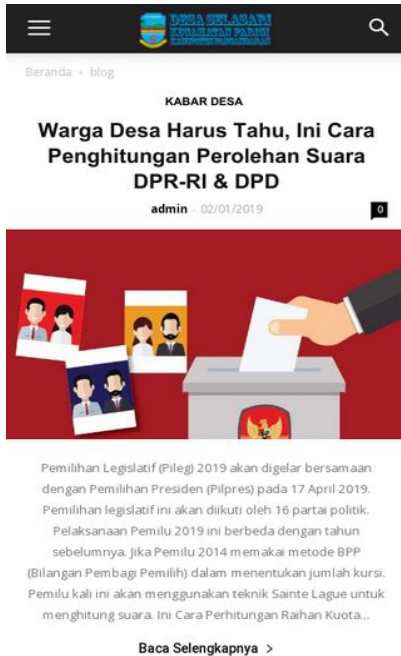 DESA SELASARI
KECAMATAN PARIGI
KABUPATEN PANGANDARAN
Beranda › blog
KABAR DESA
Warga Desa Harus Tahu, Ini Cara
Penghitungan Perolehan Suara
DPR-RI & DPD
admin - 02/01/2019 0
Pemilihan Legislatif (Pileg) 2019 akan digelar bersamaan
dengan Pemilihan Presiden (Pilpres) pada 17 April 2019.
Pemilihan legislatif ini akan diikuti oleh 16 partai politik.
Pelaksanaan Pemilu 2019 ini berbeda dengan tahun
sebelumnya. Jika Pemilu 2014 memakai metode BPP
(Bilangan Pembagi Pemilih) dalam menentukan jumlah kursi.
Pemilu kali ini akan menggunakan teknik Sainte Lague untuk
menghitung suara. Ini Cara Perhitungan Raihan Kuota...
Baca Selengkapnya >